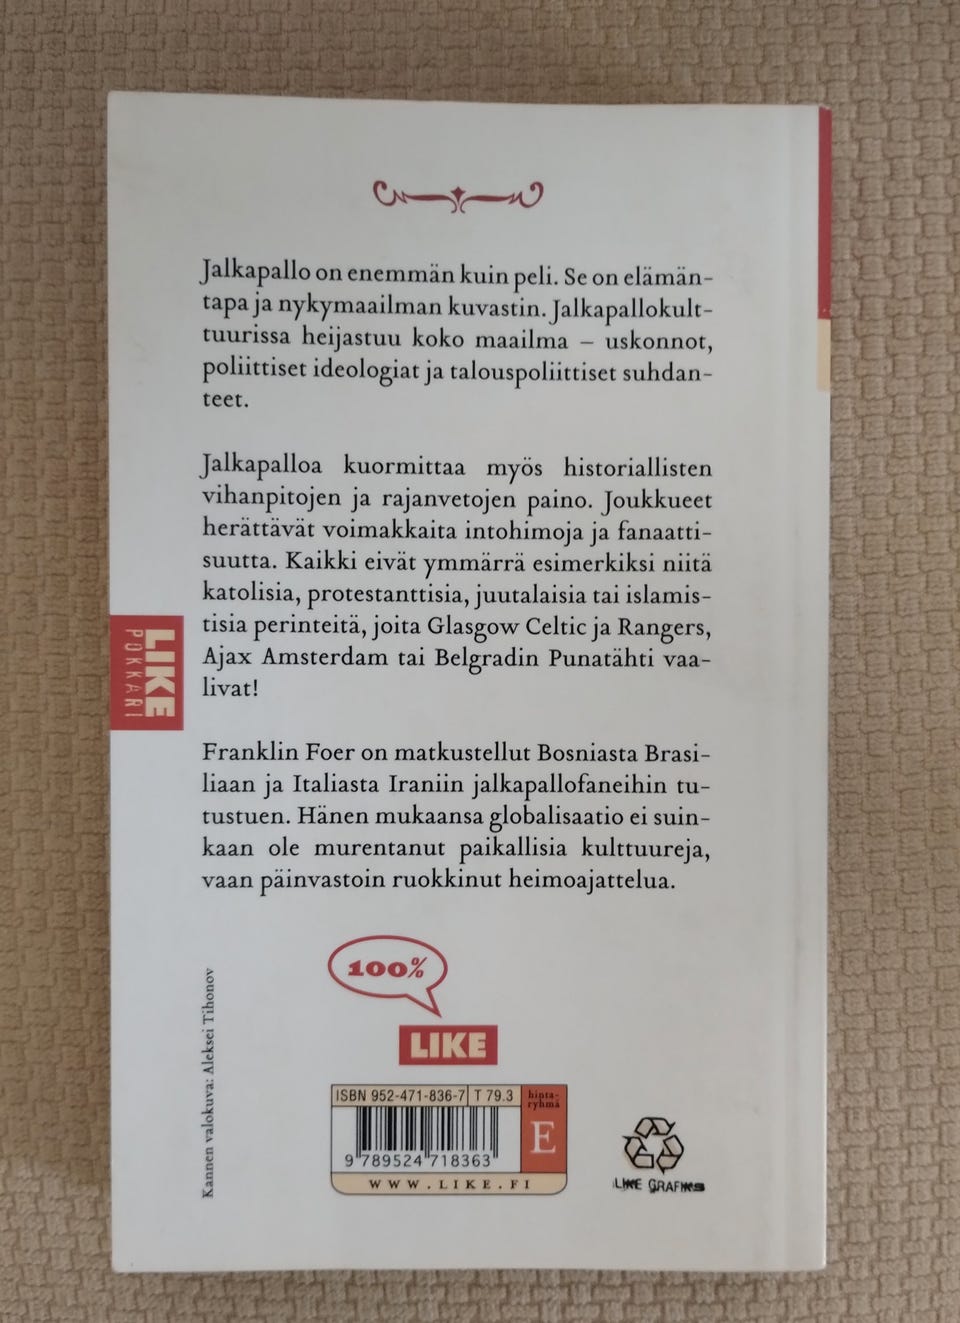 Jalkapallo on enemmän kuin peli. Se on elämän-
tapa ja nykymaailman kuvastin. Jalkapallokult-
tuurissa heijastuu koko maailma – uskonnot,
poliittiset ideologiat ja talouspoliittiset suhdan-
teet.
Jalkapalloa kuormittaa myös historiallisten
vihanpitojen ja rajanvetojen paino. Joukkueet
herättävät voimakkaita intohimoja ja fanaatti-
suutta. Kaikki eivät ymmärrä esimerkiksi niitä
katolisia, protestanttisia, juutalaisia tai islamis-
tisia perinteitä, joita Glasgow Celtic ja Rangers,
Ajax Amsterdam tai Belgradin Punatähti vaa-
livat!
LIKE
POKKARI
Franklin Foer on matkustellut Bosniasta Brasi-
liaan ja Italiasta Iraniin jalkapallofaneihin tu-
tustuen. Hänen mukaansa globalisaatio ei suin-
kaan ole murentanut paikallisia kulttuureja,
vaan päinvastoin ruokkinut heimoajattelua.
Kannen valokuva: Aleksei Tihonov
100%
LIKE
ISBN 952-471-836-7 T 79.3
hinta-
ryhmä
E
9 789524 718363
WWW.LIKE.FI
LIKE GRAFIIKS